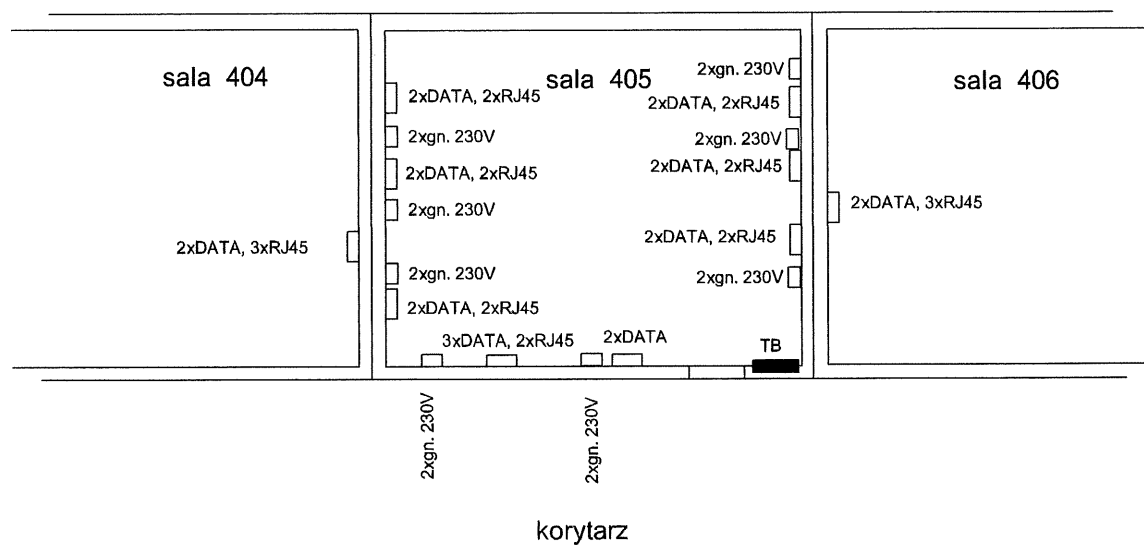 sala 404
2xDATA, 3xRJ45
sala 405
2xDATA, 2xRJ45
2xgn. 230V
2xDATA, 2xRJ45
2xgn. 230V
2xgn. 230V
2xDATA, 2xRJ45
2xgn. 230V
2xDATA, 2xRJ45
2xgn. 230V
2xDATA, 2xRJ45
2xDATA, 2xRJ45
2xgn. 230V
3xDATA, 2xRJ45
2xDATA
TB
2xgn. 230V
2xgn. 230V
sala 406
2xDATA, 3xRJ45
korytarz